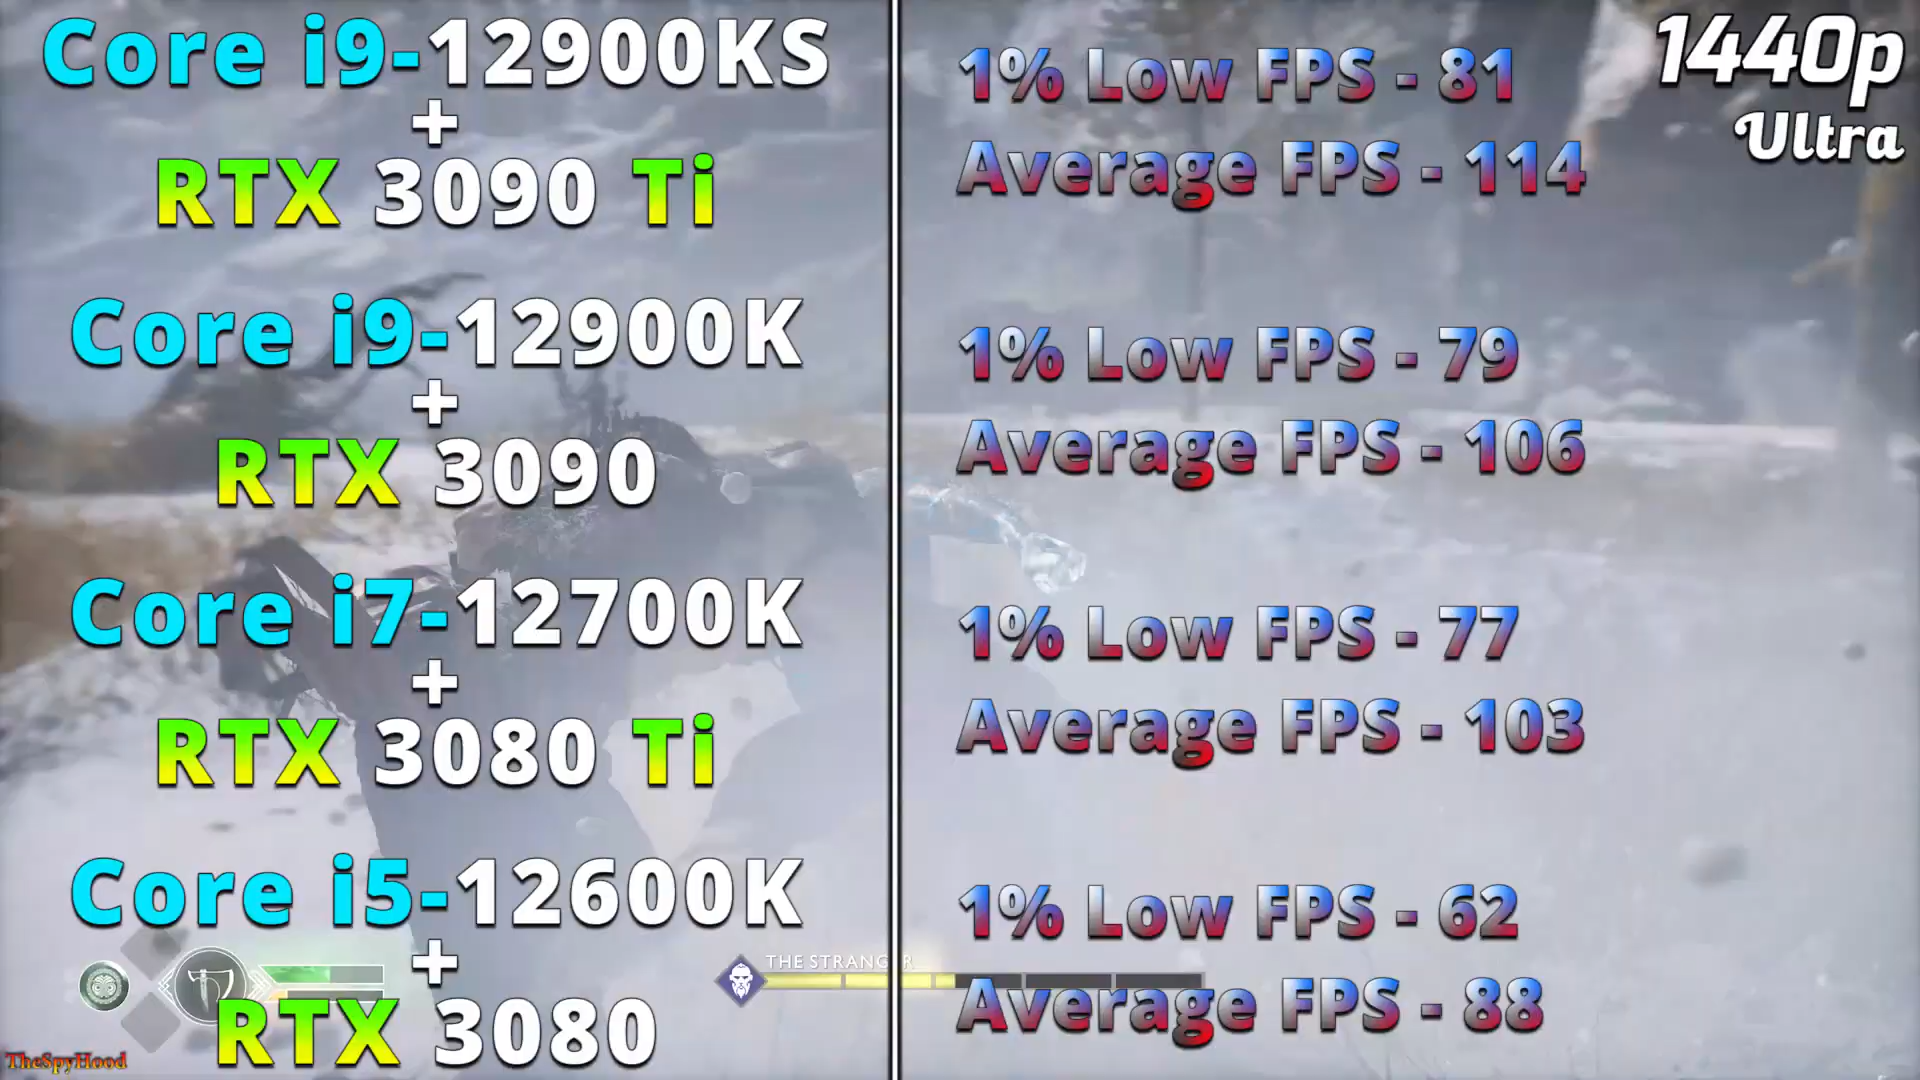 Core i9-12900KS
+
RTX 3090 Ti
1% Low FPS - 81
Average FPS - 114
1440p
Ultra
Core i9-12900K
+
RTX 3090
1% Low FPS - 79
Average FPS - 106
Core i7-12700K
+
RTX 3080 Ti
1% Low FPS - 77
Average FPS - 103
Core i5-12600K
+
RTX 3080
1% Low FPS - 62
Average FPS - 88
THE STRANGER
TheSpyHood